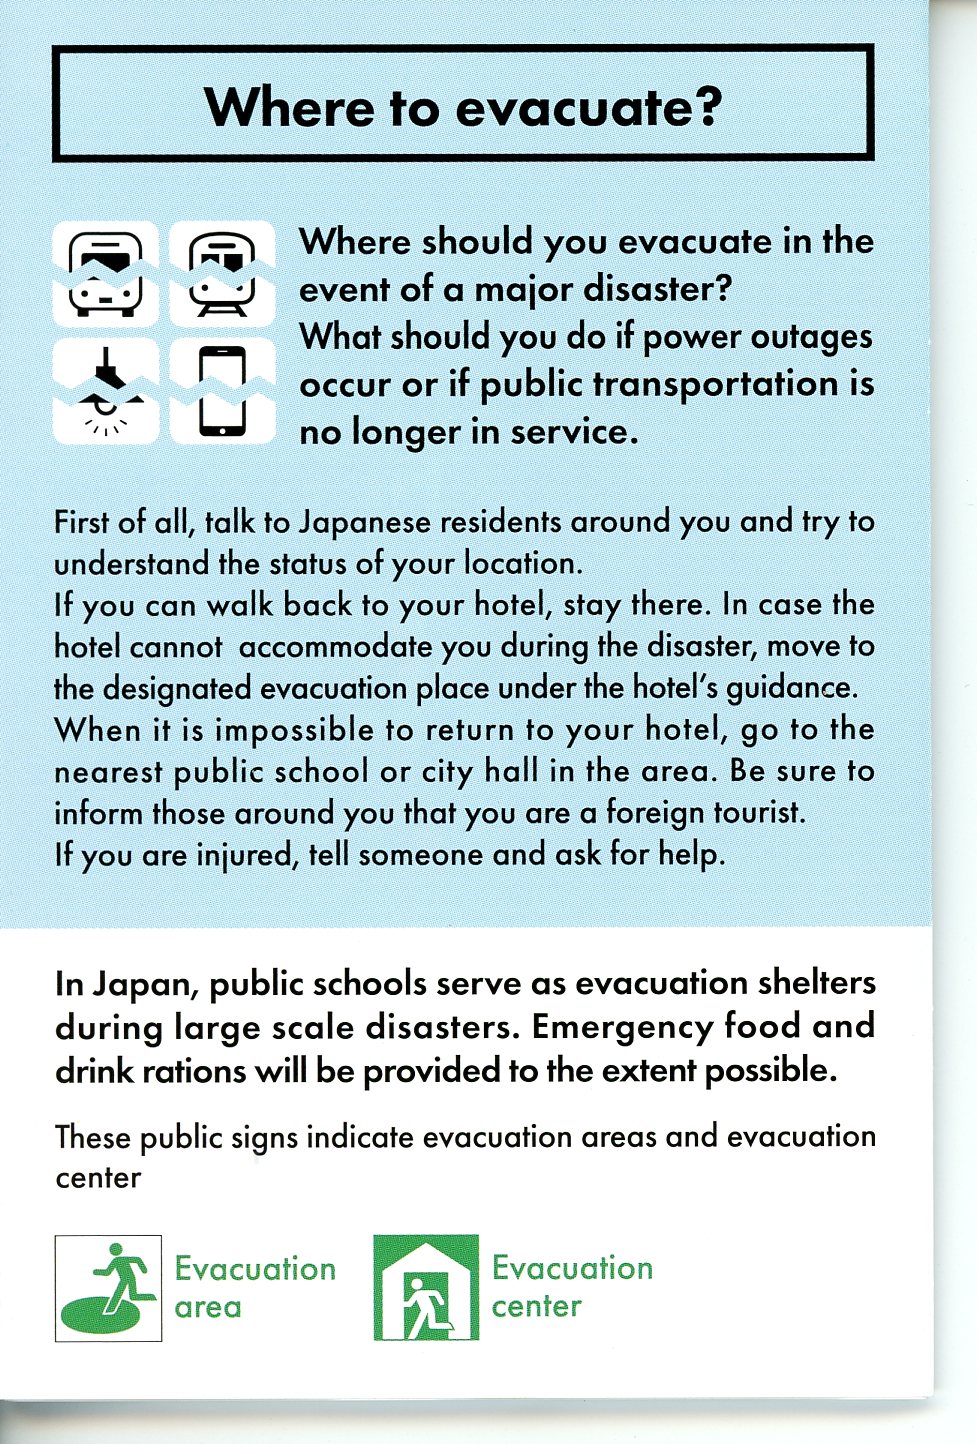 Where to evacuate?
Where should you evacuate in the
event of a major disaster?
What should you do if power outages
occur or if public transportation is
no longer in service.
First of all, talk to Japanese residents around you and try to
understand the status of your location.
If you can walk back to your hotel, stay there. In case the
hotel cannot accommodate you during the disaster, move to
the designated evacuation place under the hotel's guidance.
When it is impossible to return to your hotel, go to the
nearest public school or city hall in the area. Be sure to
inform those around you that you are a foreign tourist.
If you are injured, tell someone and ask for help.
In Japan, public schools serve as evacuation shelters
during large scale disasters. Emergency food and
drink rations will be provided to the extent possible.
These public signs indicate evacuation areas and evacuation
center
Evacuation
area
Evacuation
center